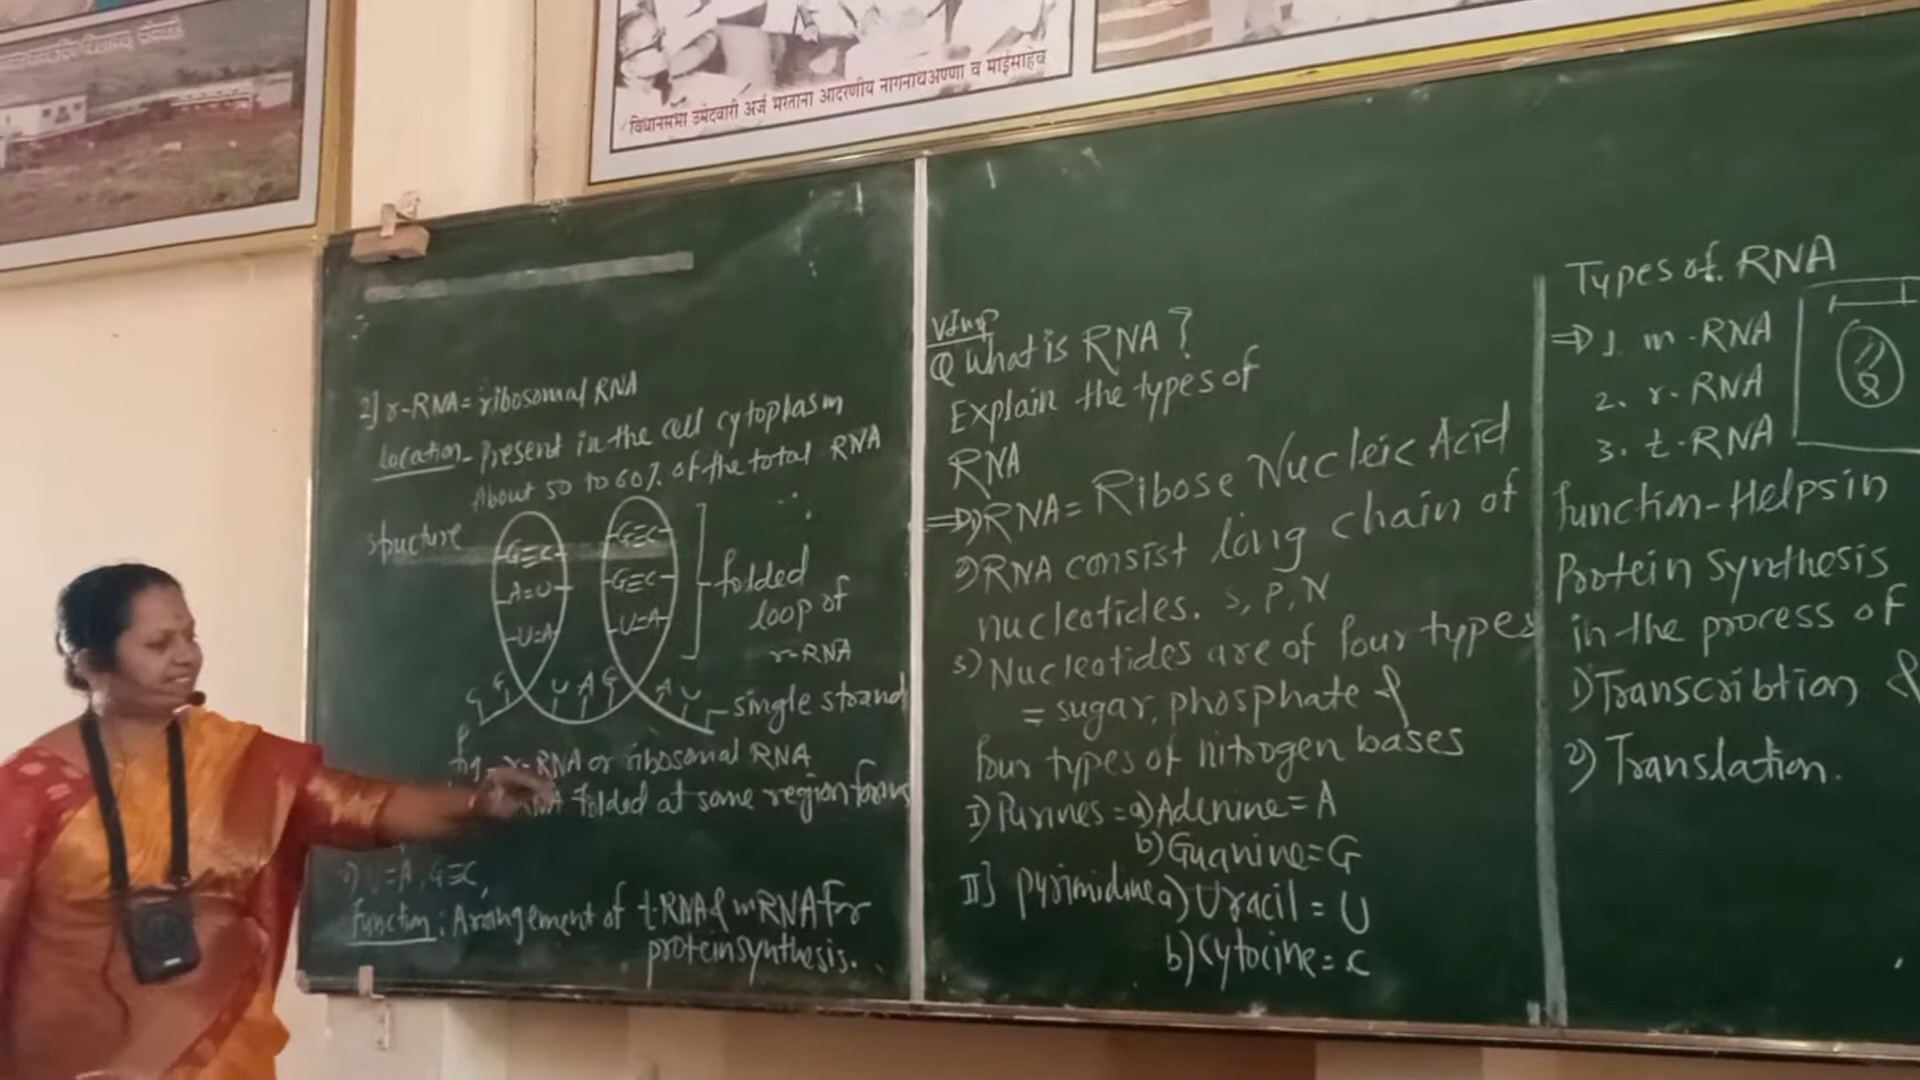 विधानसभा उमेदवारी अर्ज भरताना आदरणीय नागनाथअण्णा व माईसाहेब
2] r-RNA = ribosomal RNA
Location - Present in the cell cytoplasm
About 50 to 60% of the total RNA
structure
G≡C
A=U
U=A
G≡C
G≡C
U=A
folded
loop of
r-RNA
U A G
A U
single strand
fig - r-RNA or ribosomal RNA
folded at some region forms
1) U=A, G≡C,
function: Arrangement of t-RNA & mRNA for
protein synthesis.
VImp
Q What is RNA?
Explain the types of
RNA
⇒1) RNA = Ribose Nucleic Acid
2) RNA consist long chain of
nucleotides. S, P, N
3) Nucleotides are of four types
= sugar, phosphate &
four types of nitrogen bases
I) Purines = a) Adenine = A
b) Guanine = G
II] pyrimidine a) Uracil = U
b) Cytocine = C
Types of RNA
⇒ 1. m-RNA
2. r-RNA
3. t-RNA
function - Helps in
Protein synthesis
in the process of
1) Transcribtion &
2) Translation.